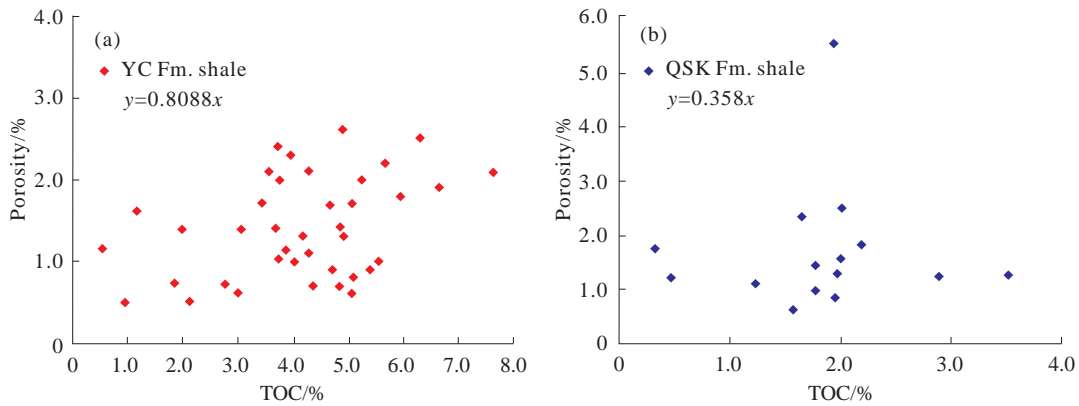 4.0
(a)
YC Fm. shale
y=0.8088x
3.0
2.0
1.0
0
Porosity/%
0 1.0 2.0 3.0 4.0 5.0 6.0 7.0 8.0
TOC/%
6.0
(b)
5.0
QSK Fm. shale
y=0.358x
4.0
3.0
2.0
1.0
0
Porosity/%
0 1.0 2.0 3.0 4.0
TOC/%